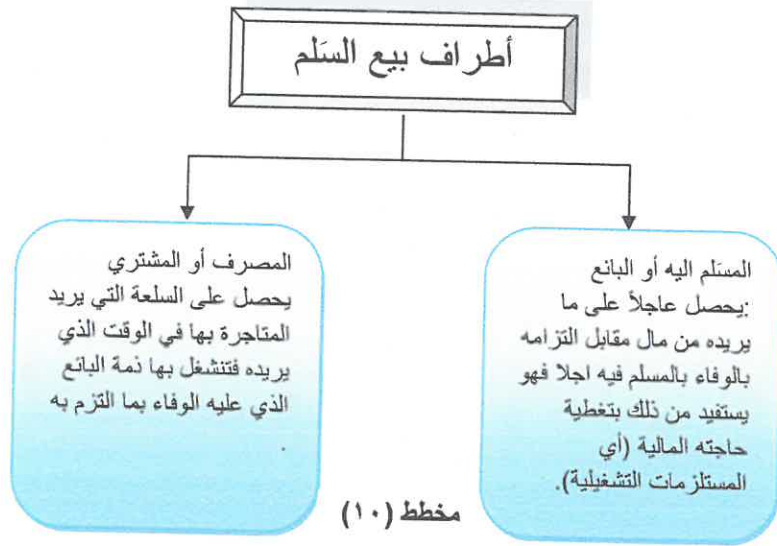 أطراف بيع السَلم
المسَلم اليه أو البائع
:يحصل عاجلاً على ما
يريده من مال مقابل التزامه
بالوفاء بالمسلم فيه اجلا فهو
يستفيد من ذلك بتغطية
حاجته المالية (أي
المستلزمات التشغيلية).
المصرف أو المشتري
يحصل على السلعة التي يريد
المتاجرة بها في الوقت الذي
يريده فتنشغل بها ذمة البائع
الذي عليه الوفاء بما التزم به
.
مخطط (١٠)